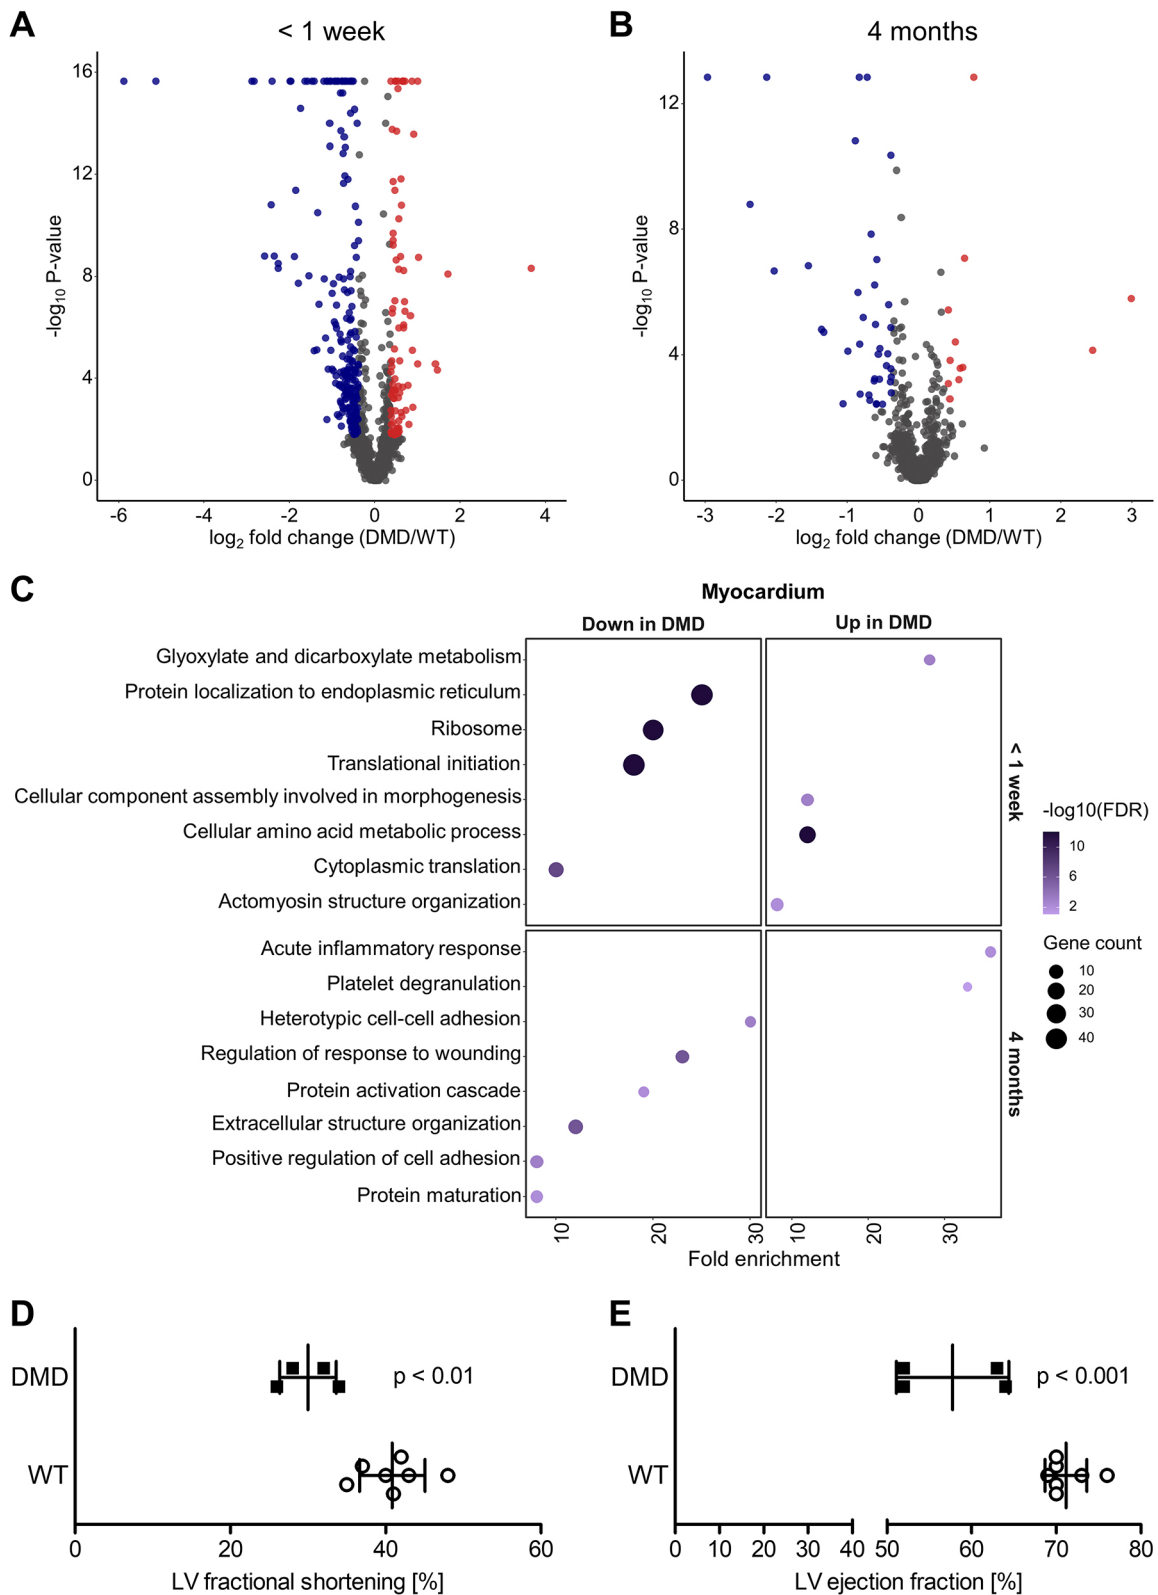 A
< 1 week
16
12
8
4
0
-log10 P-value
-6 -4 -2 0 2 4
log2 fold change (DMD/WT)
B
4 months
12
8
4
0
-log10 P-value
-3 -2 -1 0 1 2 3
log2 fold change (DMD/WT)
C
Myocardium
Down in DMD Up in DMD
Glyoxylate and dicarboxylate metabolism
Protein localization to endoplasmic reticulum
Ribosome
Translational initiation
Cellular component assembly involved in morphogenesis
Cellular amino acid metabolic process
Cytoplasmic translation
Actomyosin structure organization
< 1 week
Acute inflammatory response
Platelet degranulation
Heterotypic cell-cell adhesion
Regulation of response to wounding
Protein activation cascade
Extracellular structure organization
Positive regulation of cell adhesion
Protein maturation
4 months
10 20 30 10 20 30
Fold enrichment
-log10(FDR)
10
6
2
Gene count
10
20
30
40
D
DMD
p < 0.01
WT
0 20 40 60
LV fractional shortening [%]
E
DMD
p < 0.001
WT
0 10 20 30 40 50 60 70 80
LV ejection fraction [%]